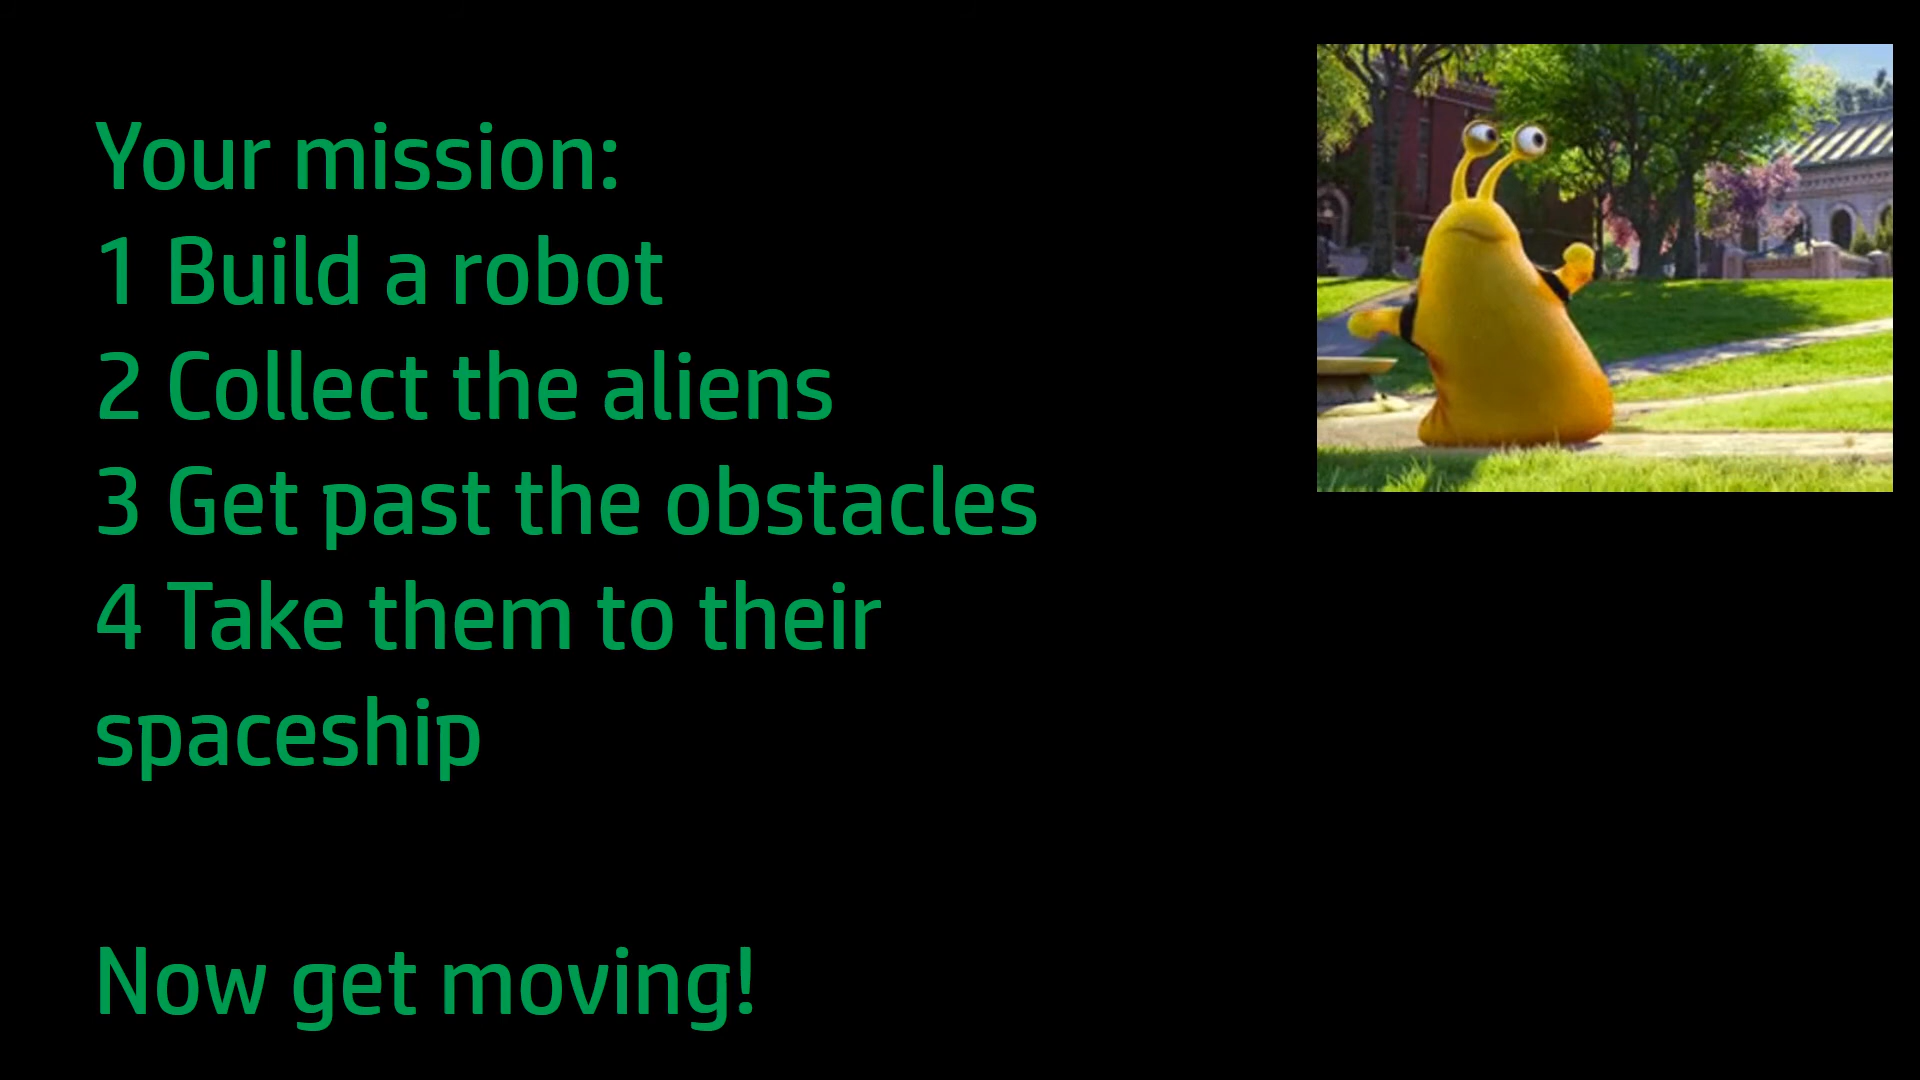 Your mission:
1 Build a robot
2 Collect the aliens
3 Get past the obstacles
4 Take them to their
spaceship
Now get moving!